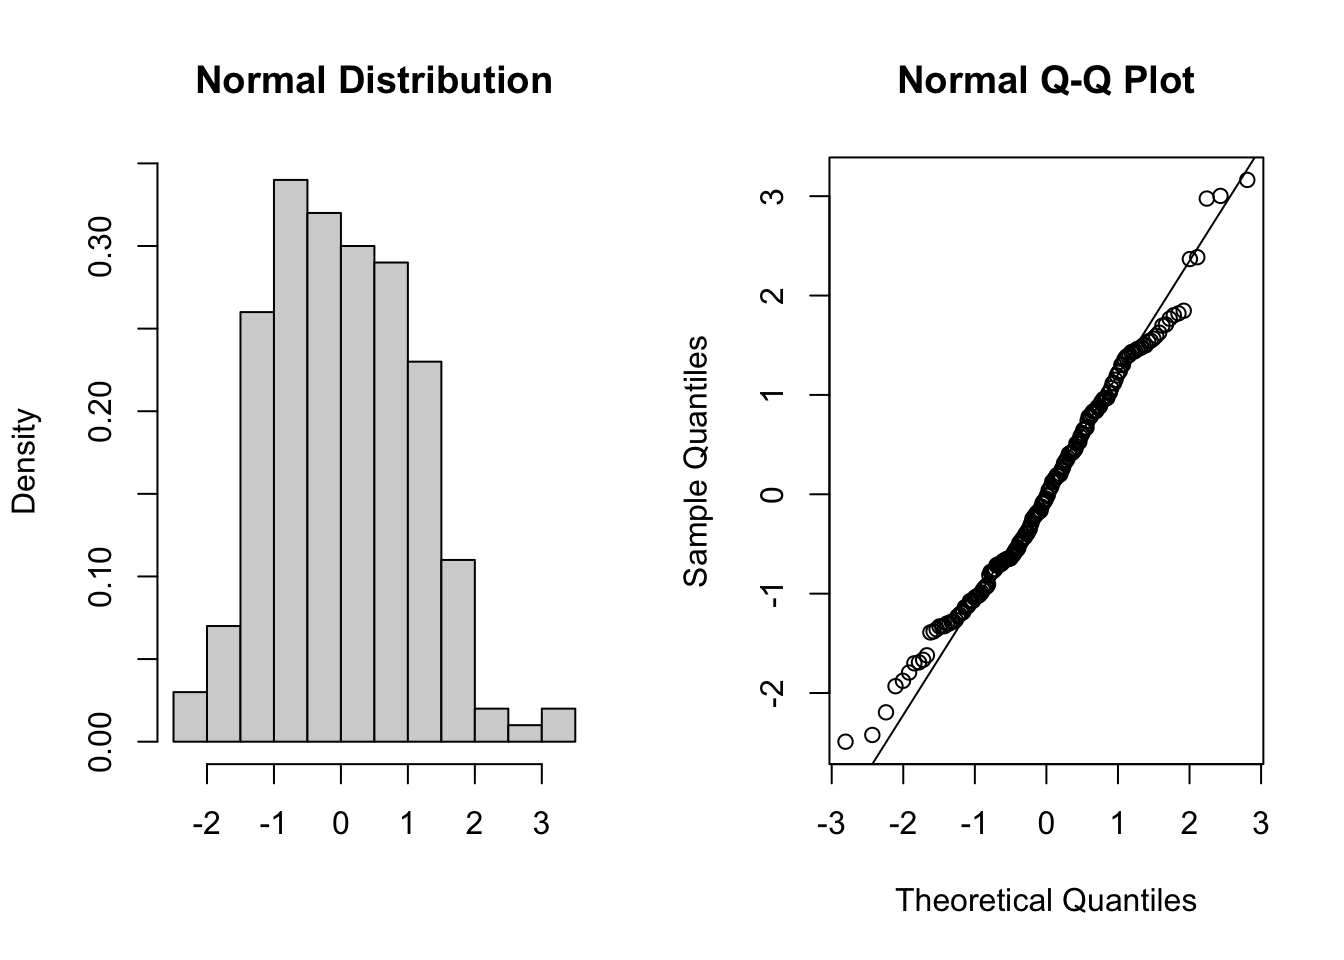 Normal Distribution
Density
0.00 0.10 0.20 0.30
-2 -1 0 1 2 3
Normal Q-Q Plot
Sample Quantiles
-2 -1 0 1 2 3
-3 -2 -1 0 1 2 3
Theoretical Quantiles